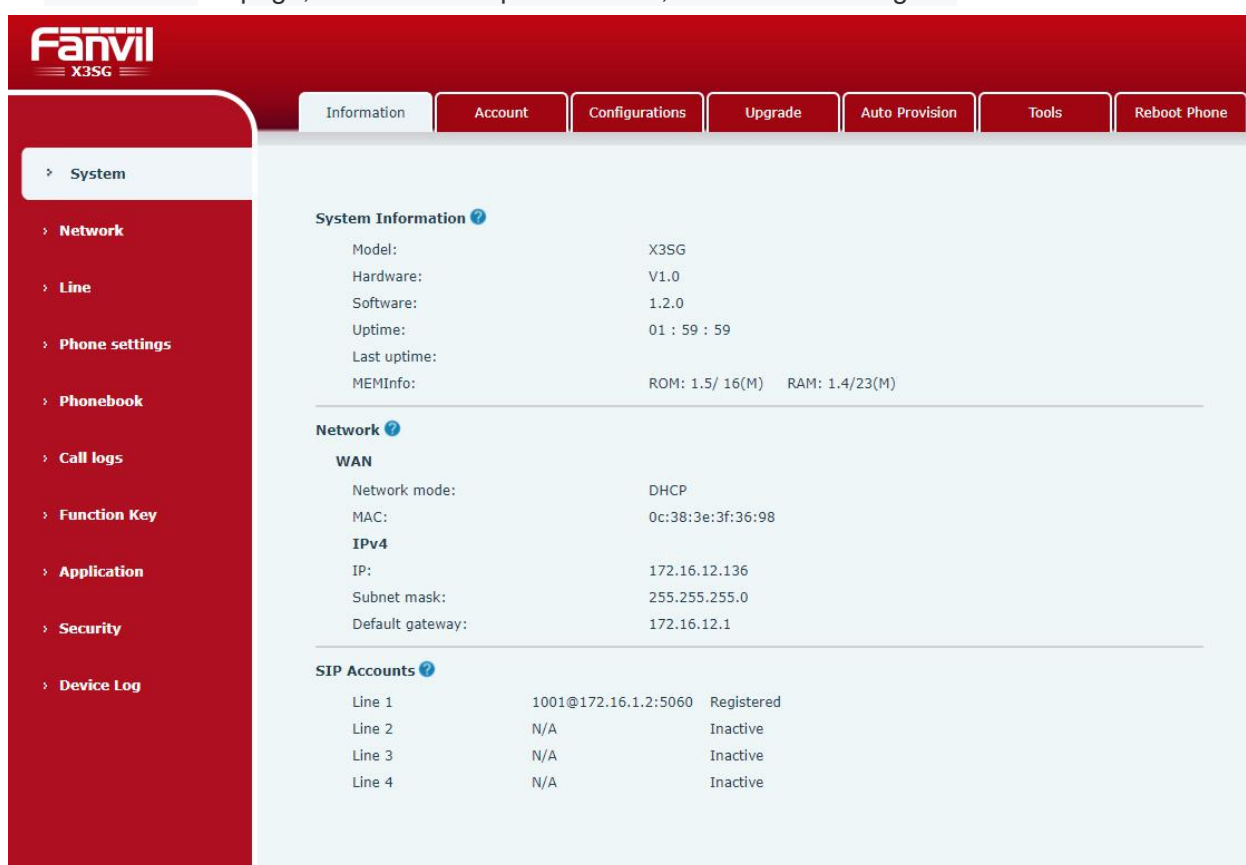 Fanvil
X3SG
Information Account Configurations Upgrade Auto Provision Tools Reboot Phone
System
Network
Line
Phone settings
Phonebook
Call logs
Function Key
Application
Security
Device Log
System Information
Model: X3SG
Hardware: V1.0
Software: 1.2.0
Uptime: 01 : 59 : 59
Last uptime:
MEMInfo: ROM: 1.5/ 16(M) RAM: 1.4/23(M)
Network
WAN
Network mode: DHCP
MAC: 0c:38:3e:3f:36:98
IPv4
IP: 172.16.12.136
Subnet mask: 255.255.255.0
Default gateway: 172.16.12.1
SIP Accounts
Line 1 1001@172.16.1.2:5060 Registered
Line 2 N/A Inactive
Line 3 N/A Inactive
Line 4 N/A Inactive